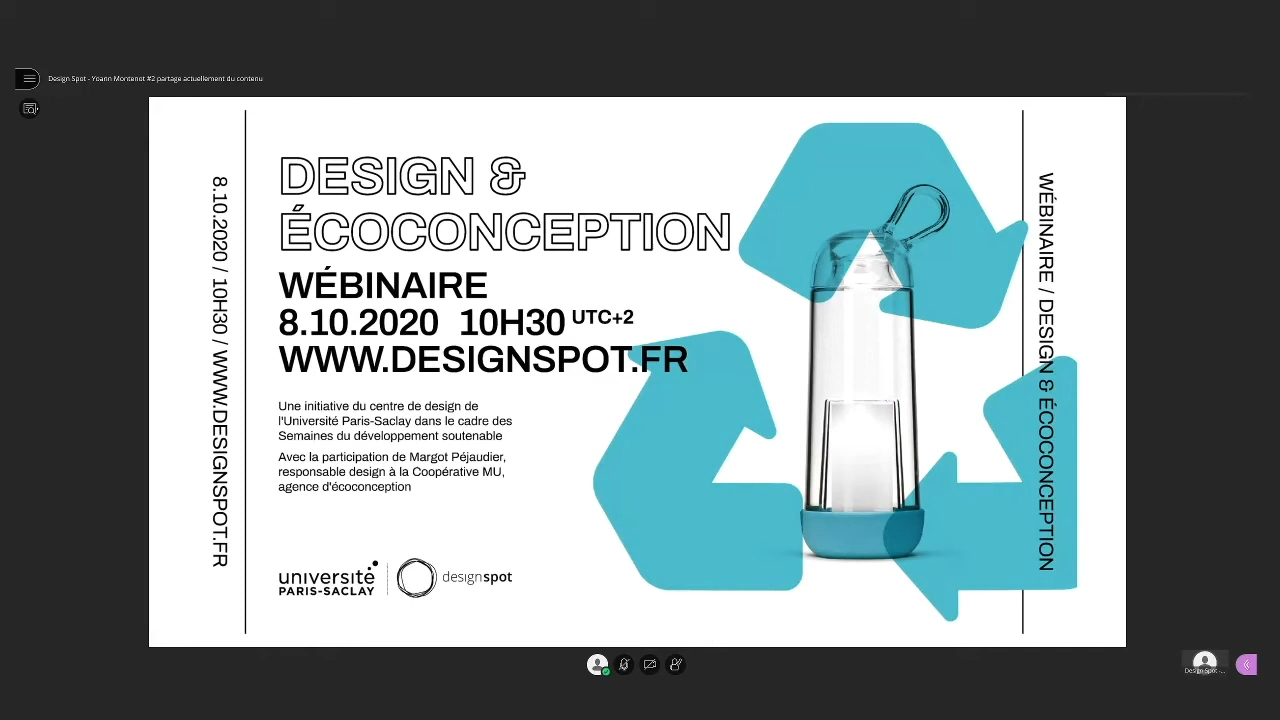 Design Spot - Yoann Montenot #2 partage actuellement du contenu
8.10.2020 / 10H30 / WWW.DESIGNSPOT.FR
DESIGN &
ÉCOCONCEPTION
WÉBINAIRE
8.10.2020 10H30 UTC+2
WWW.DESIGNSPOT.FR
Une initiative du centre de design de
l'Université Paris-Saclay dans le cadre des
Semaines du développement soutenable
Avec la participation de Margot Péjaudier,
responsable design à la Coopérative MU,
agence d'écoconception
université
PARIS-SACLAY
designspot
WÉBINAIRE / DESIGN & ÉCOCONCEPTION
Design Spot -...